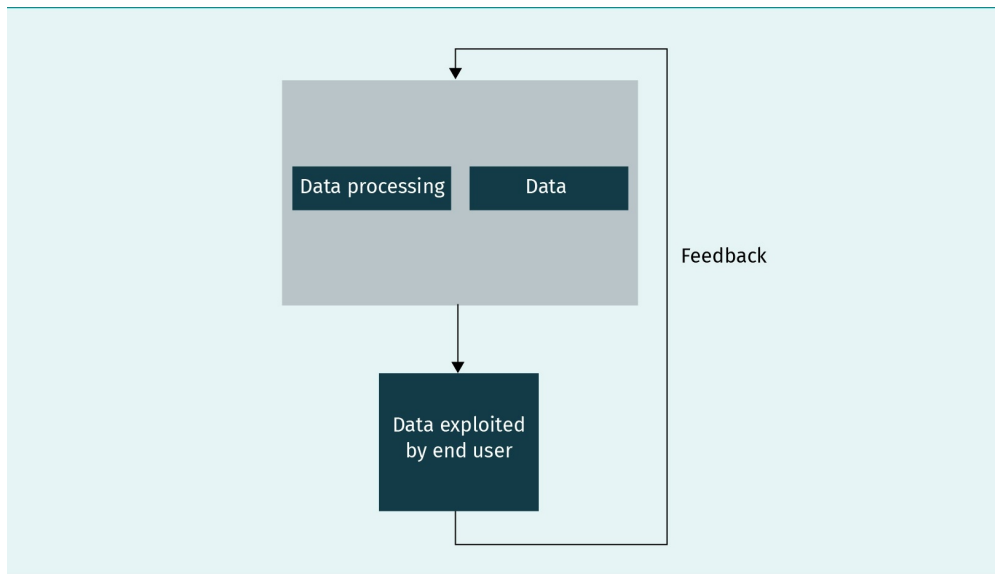 Data processing
Data
Feedback
Data exploited
by end user